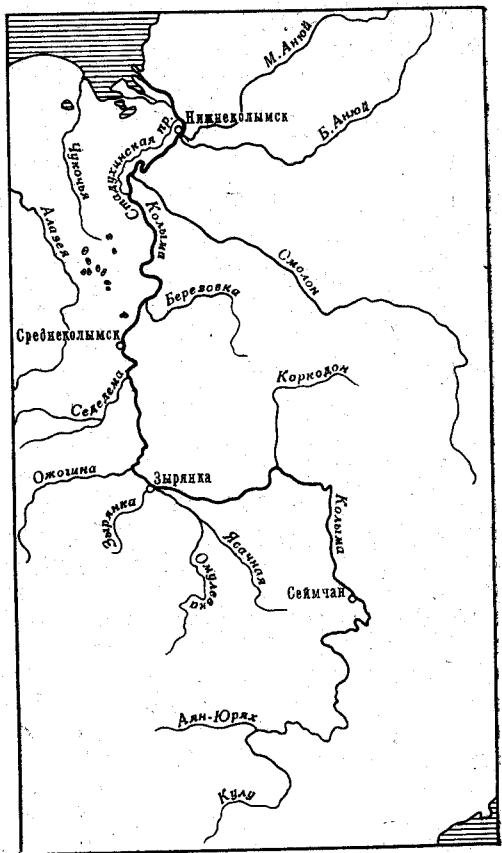 М. Анюй
Б. Анюй
Нижнеколымск
Стадухинская пр.
Чукочья
Алазея
Колыма
Смолон
Березовка
Среднеколымск
Седедема
Коркодон
Ожогина
Зырянка
Зырянка
Ясачная
Омулевка
Колыма
Сеймчан
Аян-Юрях
Кулу